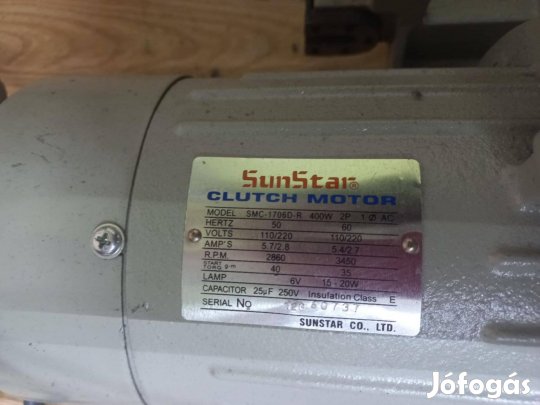 SunStar®
CLUTCH MOTOR
MODEL SMC-1706D-R 400W 2P 1 Ø AC
HERTZ 50 60
VOLTS 110/220 110/220
AMP'S 5.7/2.8 5.4/2.7
R.P.M. 2860 3450
START TORQ g-m 40 35
LAMP 6V 15-20W
CAPACITOR 25µF 250V Insulation Class E
SERIAL No
SUNSTAR CO., LTD.
Jófogás